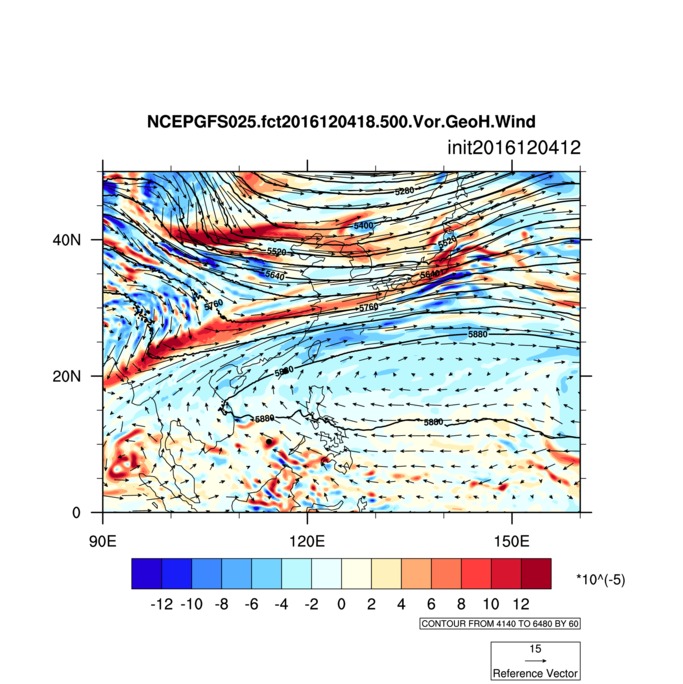 NCEPGFS025.fct2016120418.500.Vor.GeoH.Wind
init2016120412
5280
5400
40N
5520
5520
5640
5640
5760
5760
5880
20N
5880
5880
5880
0
90E 120E 150E
-12 -10 -8 -6 -4 -2 0 2 4 6 8 10 12
*10^(-5)
CONTOUR FROM 4140 TO 6480 BY 60
15
Reference Vector